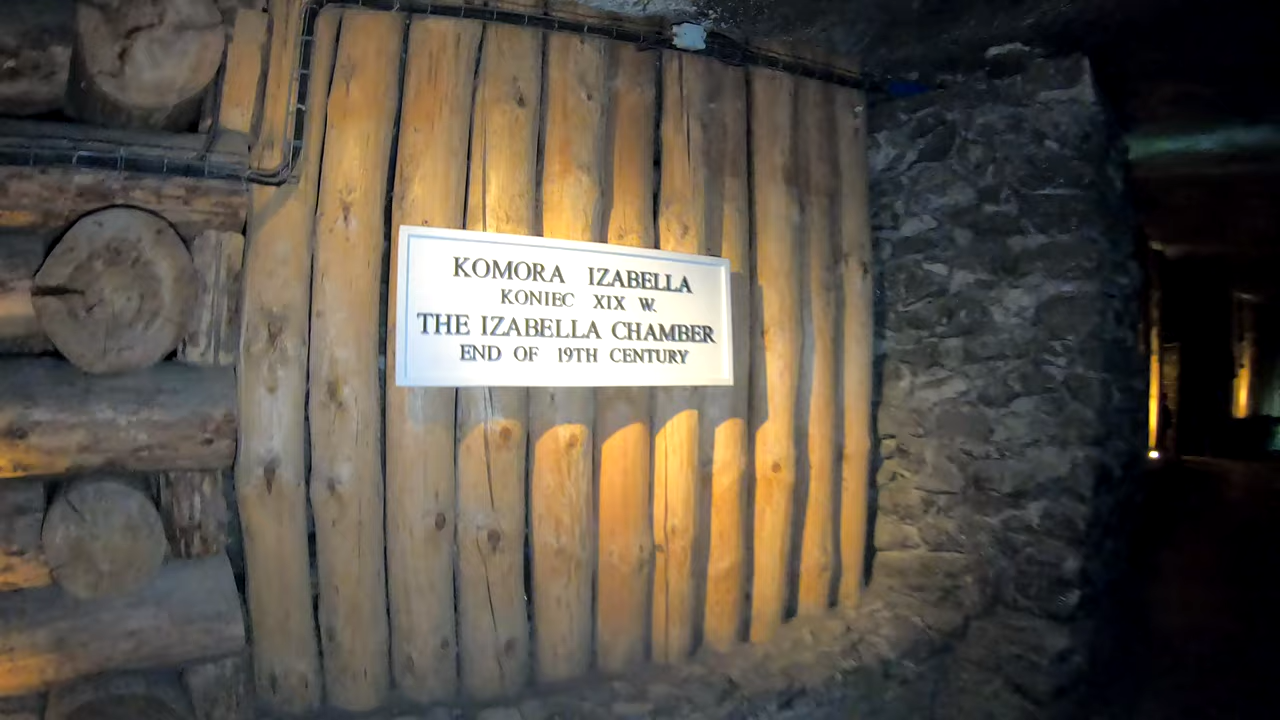 KOMORA IZABELLA
KONIEC XIX W.
THE IZABELLA CHAMBER
END OF 19TH CENTURY